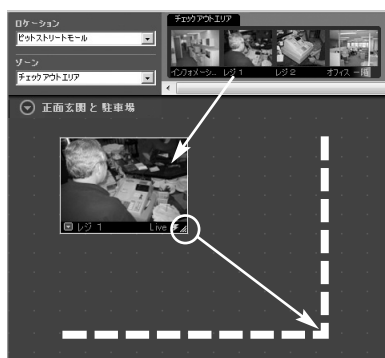 ロケーション
ピットストリートモール
ゾーン
チェックアウトエリア
チェックアウトエリア
インフォメーシ... レジ 1 レジ 2 オフィス 一階
正面玄関 と 駐車場
レジ 1 Live